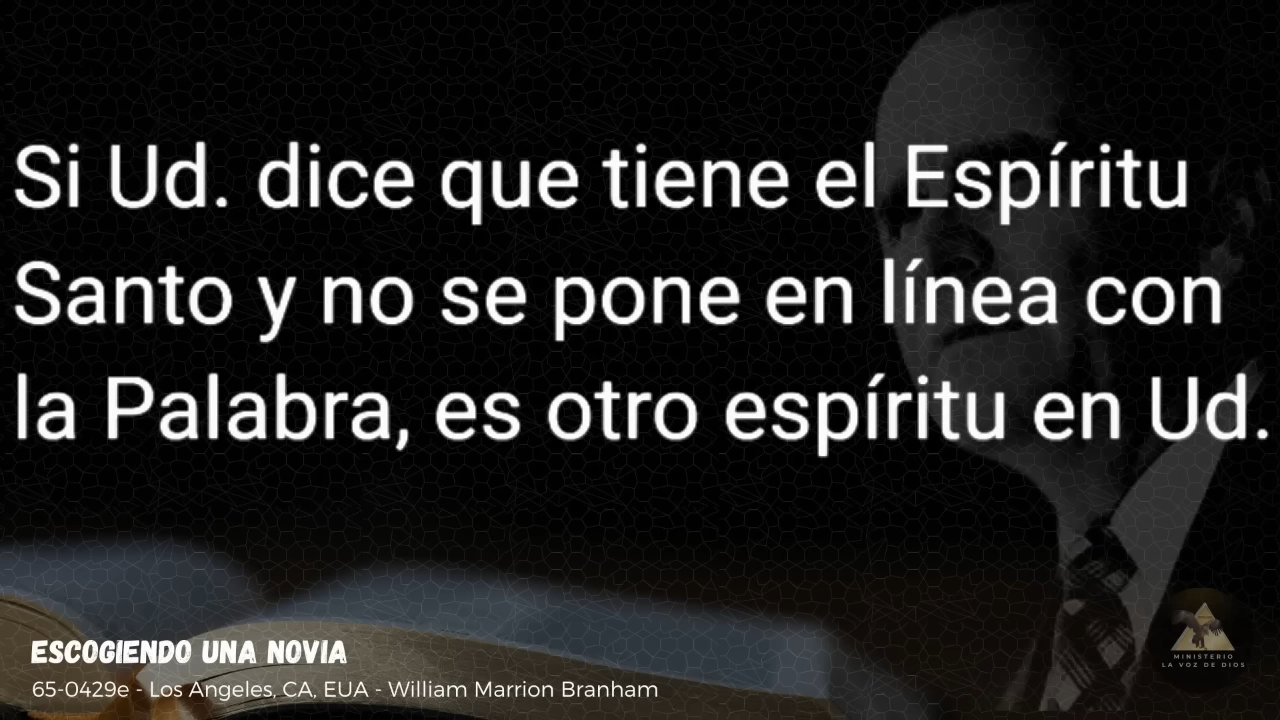 Si Ud. dice que tiene el Espíritu
Santo y no se pone en línea con
la Palabra, es otro espíritu en Ud.
ESCOGIENDO UNA NOVIA
65-0429e - Los Angeles, CA, EUA - William Marrion Branham
MINISTERIO
LA VOZ DE DIOS